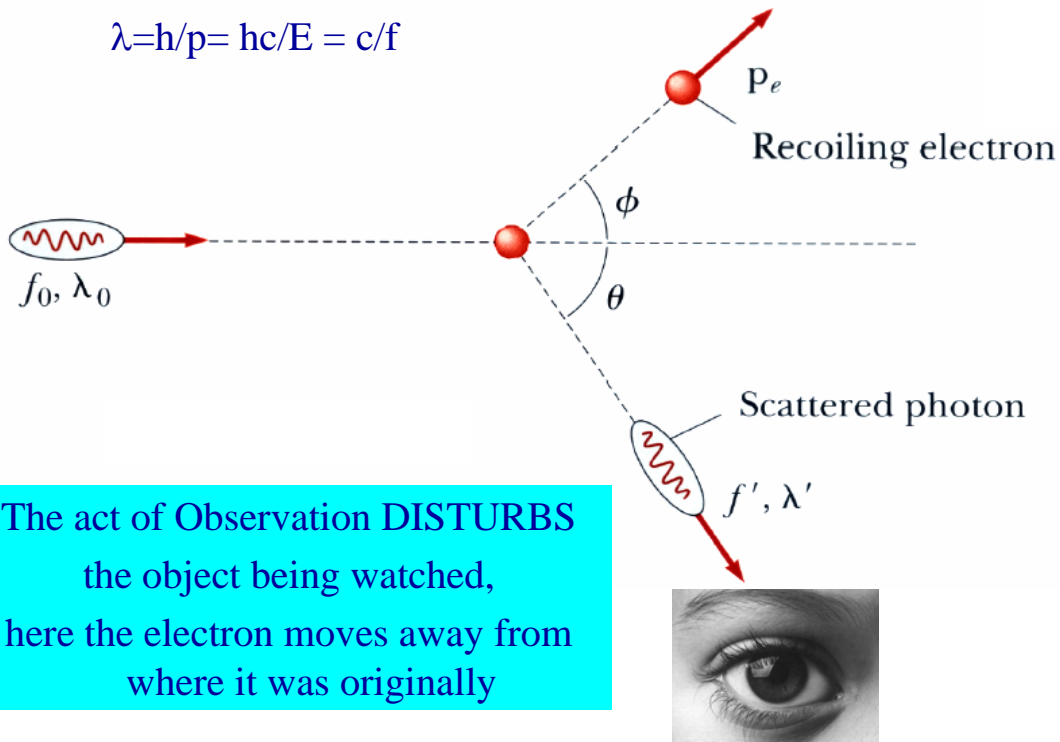 λ=h/p= hc/E = c/f
pₑ
Recoiling electron
ϕ
θ
f₀, λ₀
Scattered photon
f′, λ′
The act of Observation DISTURBS
the object being watched,
here the electron moves away from
where it was originally